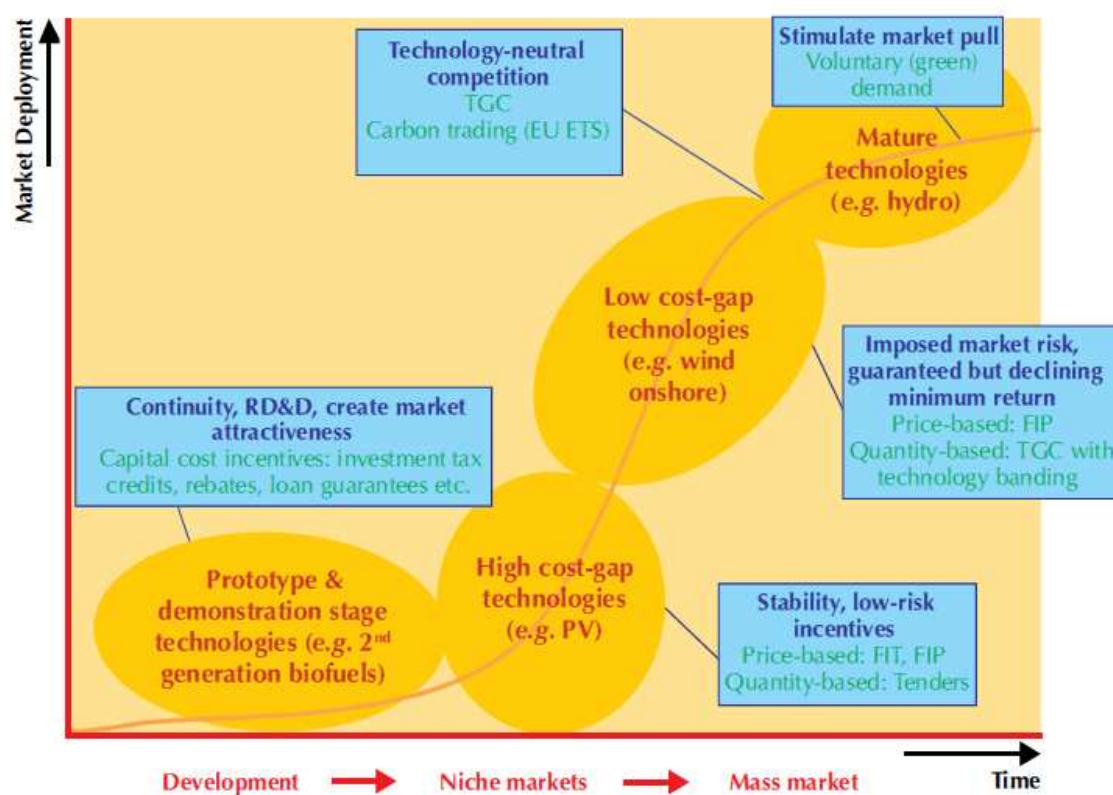 Market Deployment
Technology-neutral
competition
TGC
Carbon trading (EU ETS)
Stimulate market pull
Voluntary (green)
demand
Mature
technologies
(e.g. hydro)
Low cost-gap
technologies
(e.g. wind
onshore)
Imposed market risk,
guaranteed but declining
minimum return
Price-based: FIP
Quantity-based: TGC with
technology banding
Continuity, RD&D, create market
attractiveness
Capital cost incentives: investment tax
credits, rebates, loan guarantees etc.
Prototype &
demonstration stage
technologies (e.g. 2nd
generation biofuels)
High cost-gap
technologies
(e.g. PV)
Stability, low-risk
incentives
Price-based: FIT, FIP
Quantity-based: Tenders
Development
Niche markets
Mass market
Time